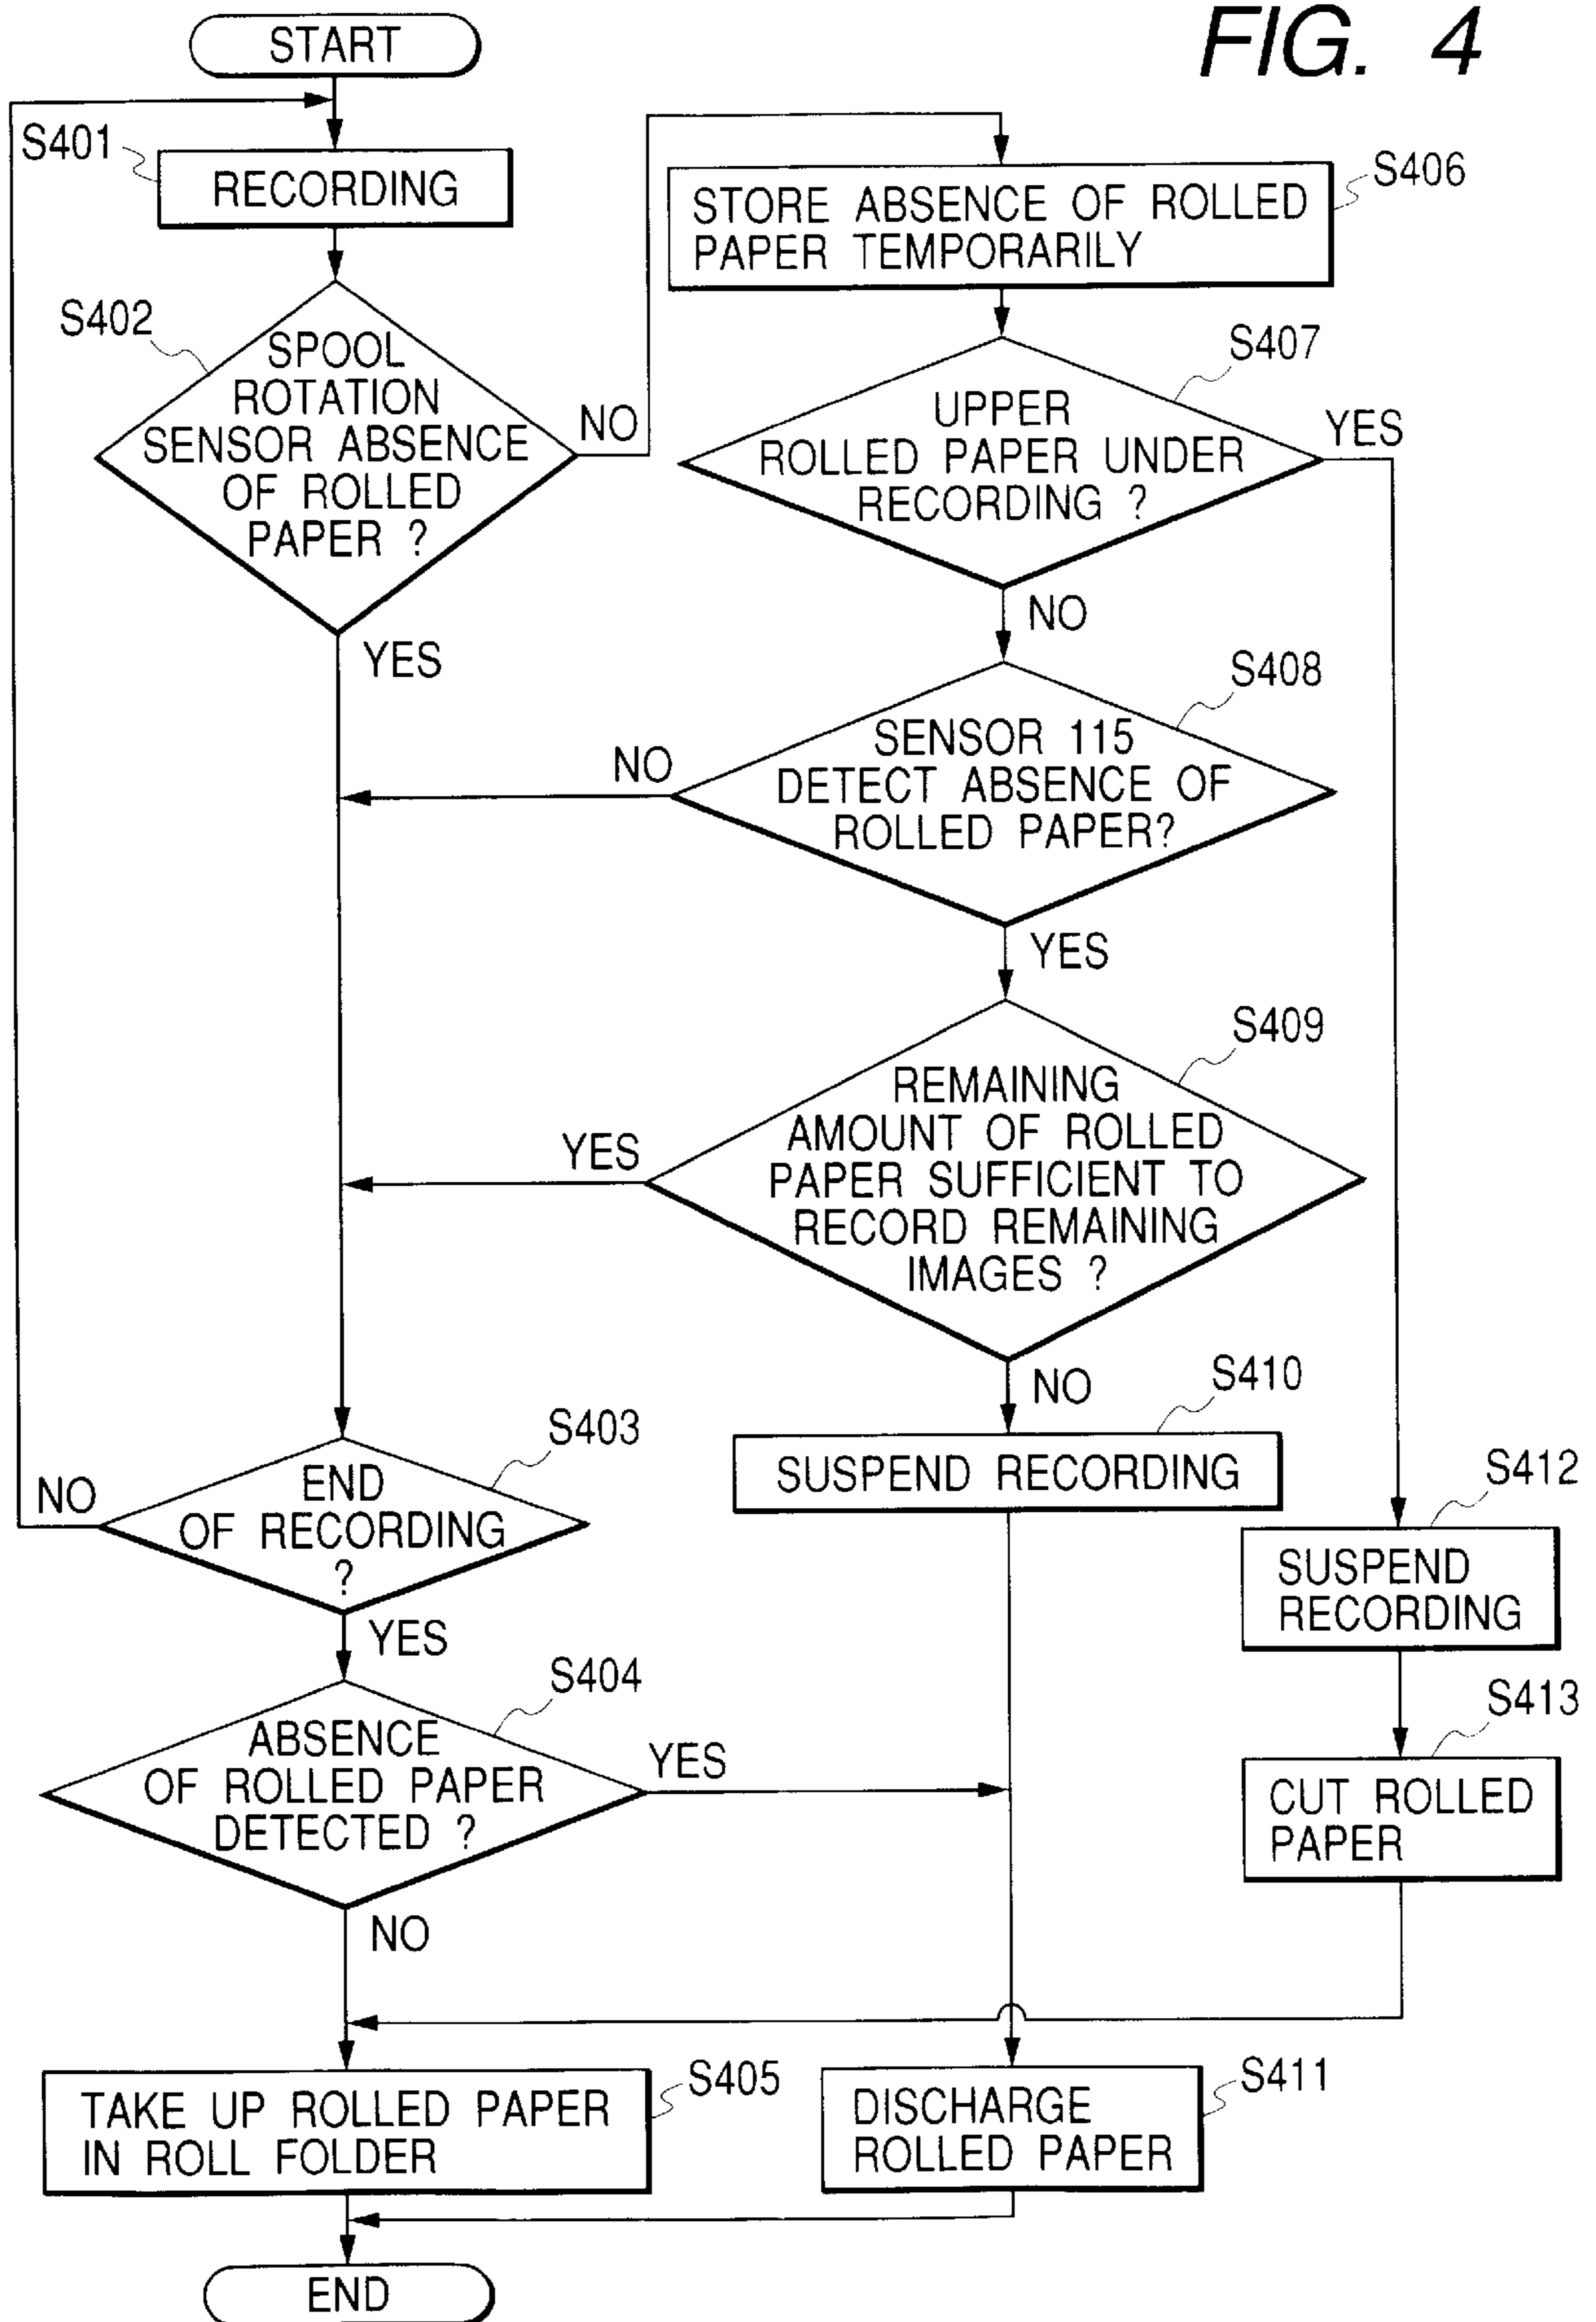 FIG. 4
START
S401
RECORDING
S402
SPOOL
ROTATION
SENSOR ABSENCE
OF ROLLED
PAPER ?
NO
YES
S406
STORE ABSENCE OF ROLLED
PAPER TEMPORARILY
S407
UPPER
ROLLED PAPER UNDER
RECORDING ?
YES
NO
S408
SENSOR 115
DETECT ABSENCE OF
ROLLED PAPER?
NO
YES
S409
REMAINING
AMOUNT OF ROLLED
PAPER SUFFICIENT TO
RECORD REMAINING
IMAGES ?
YES
NO
S410
SUSPEND RECORDING
S403
END
OF RECORDING
?
NO
YES
S412
SUSPEND
RECORDING
S404
ABSENCE
OF ROLLED PAPER
DETECTED ?
YES
NO
S413
CUT ROLLED
PAPER
S405
TAKE UP ROLLED PAPER
IN ROLL FOLDER
S411
DISCHARGE
ROLLED PAPER
END